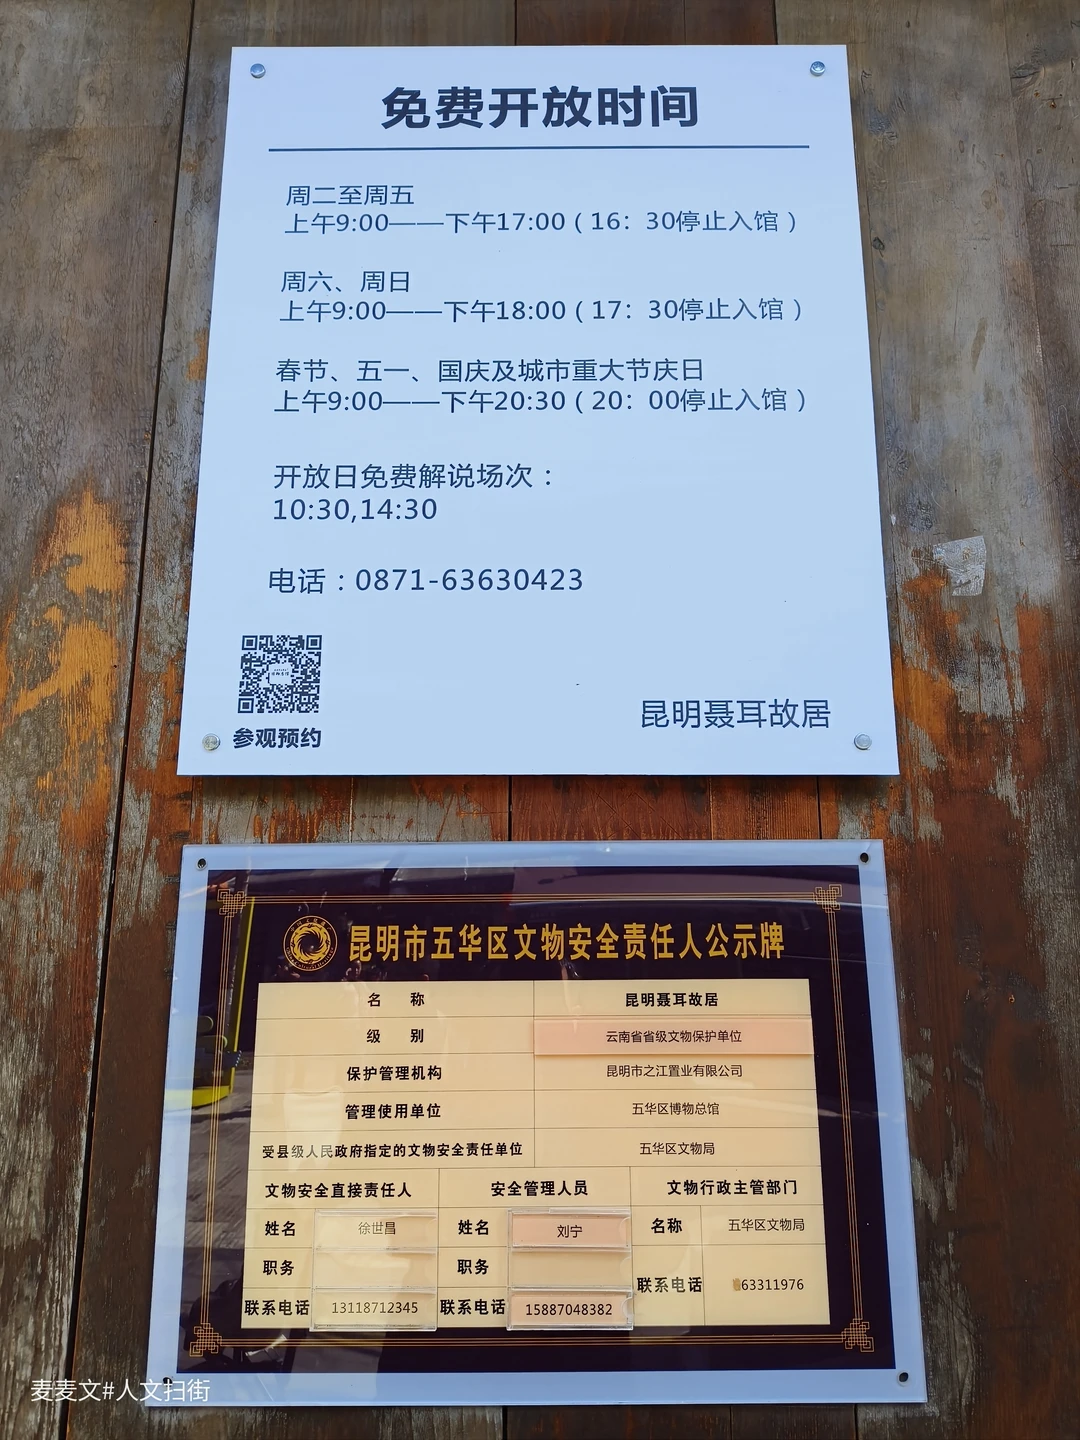 免费开放时间
周二至周五
上午9:00——下午17:00（16：30停止入馆）
周六、周日
上午9:00——下午18:00（17：30停止入馆）
春节、五一、国庆及城市重大节庆日
上午9:00——下午20:30（20：00停止入馆）
开放日免费解说场次：
10:30,14:30
电话：0871-63630423
参观预约
昆明聂耳故居
昆明市五华区文物安全责任人公示牌
名 称 昆明聂耳故居
级 别 云南省省级文物保护单位
保护管理机构 昆明市之江置业有限公司
管理使用单位 五华区博物总馆
受县级人民政府指定的文物安全责任单位 五华区文物局
文物安全直接责任人 安全管理人员 文物行政主管部门
姓名 徐世昌 姓名 刘宁 名称 五华区文物局
职务 职务
联系电话 13118712345 联系电话 15887048382 联系电话 63311976
麦麦文#人文扫街